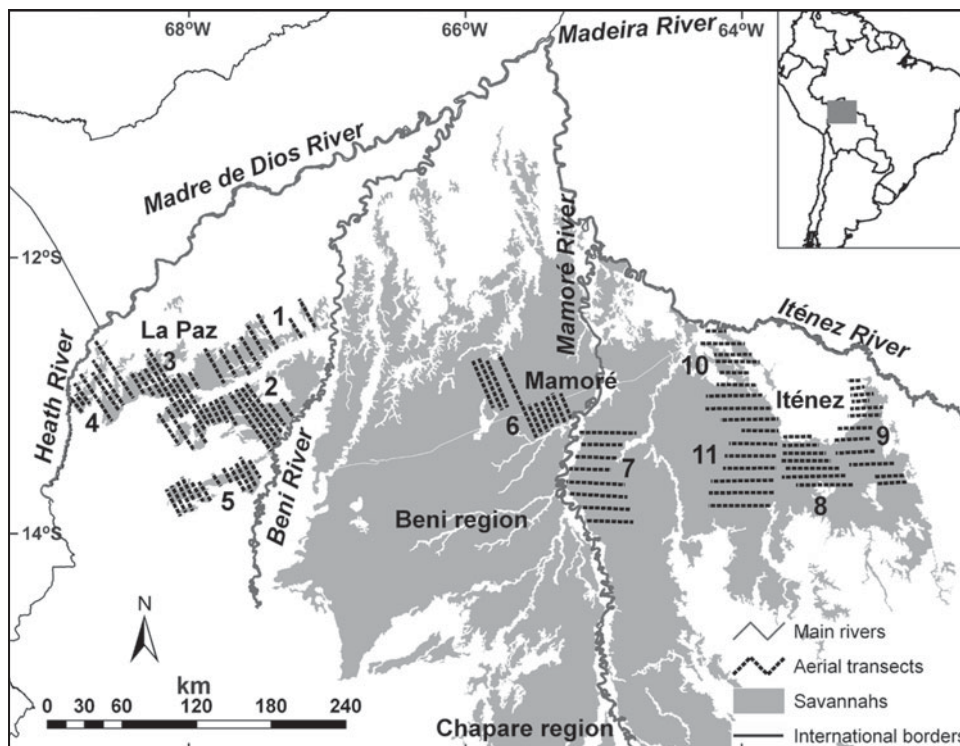 68°W
66°W
64°W
Madeira River
Madre de Dios River
Mamoré River
12°S
Iténez River
La Paz
1
3
2
4
Heath River
5
Beni River
Mamoré
6
7
10
Iténez
9
11
8
Beni region
14°S
N
km
0 60 120 180 240
Chapare region
Main rivers
Aerial transects
Savannahs
International borders